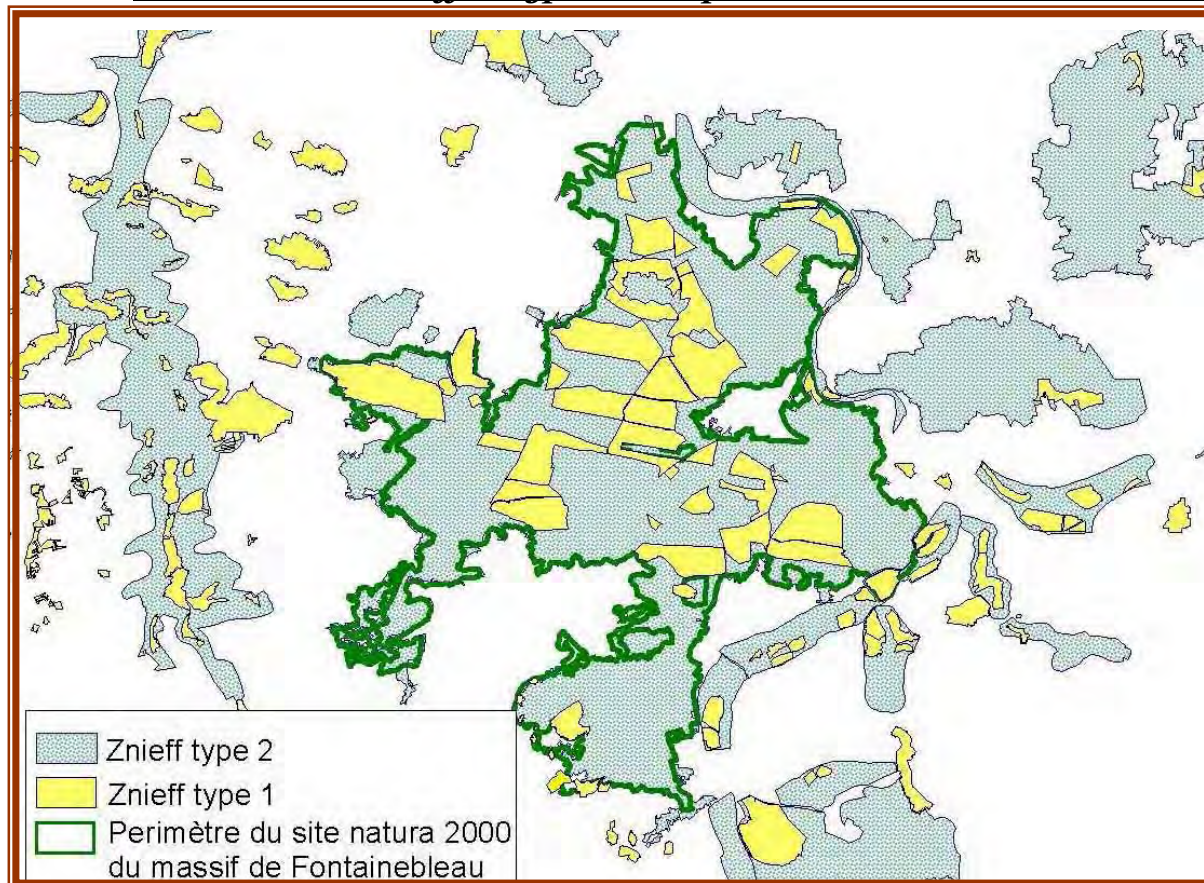 Znieff type 2
Znieff type 1
Perimètre du site natura 2000
du massif de Fontainebleau